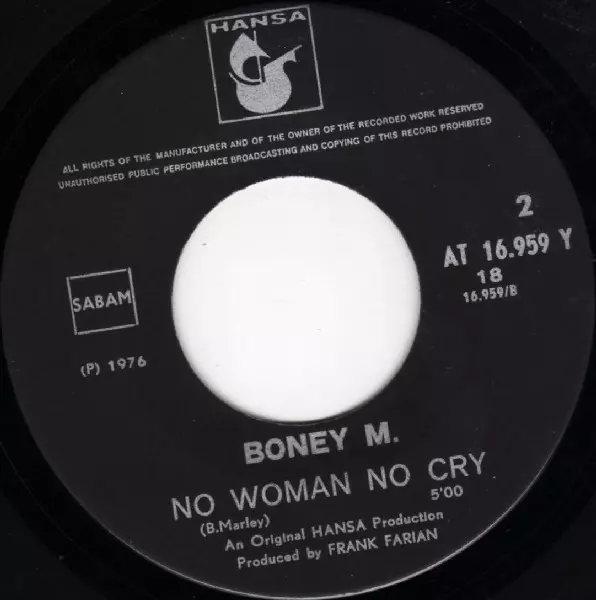 HANSA
ALL RIGHTS OF THE MANUFACTURER AND OF THE OWNER OF THE RECORDED WORK RESERVED
UNAUTHORISED PUBLIC PERFORMANCE BROADCASTING AND COPYING OF THIS RECORD PROHIBITED
2
AT 16.959 Y
18
16.959/B
SABAM
(P) 1976
BONEY M.
NO WOMAN NO CRY
5'00
(B.Marley)
An Original HANSA Production
Produced by FRANK FARIAN